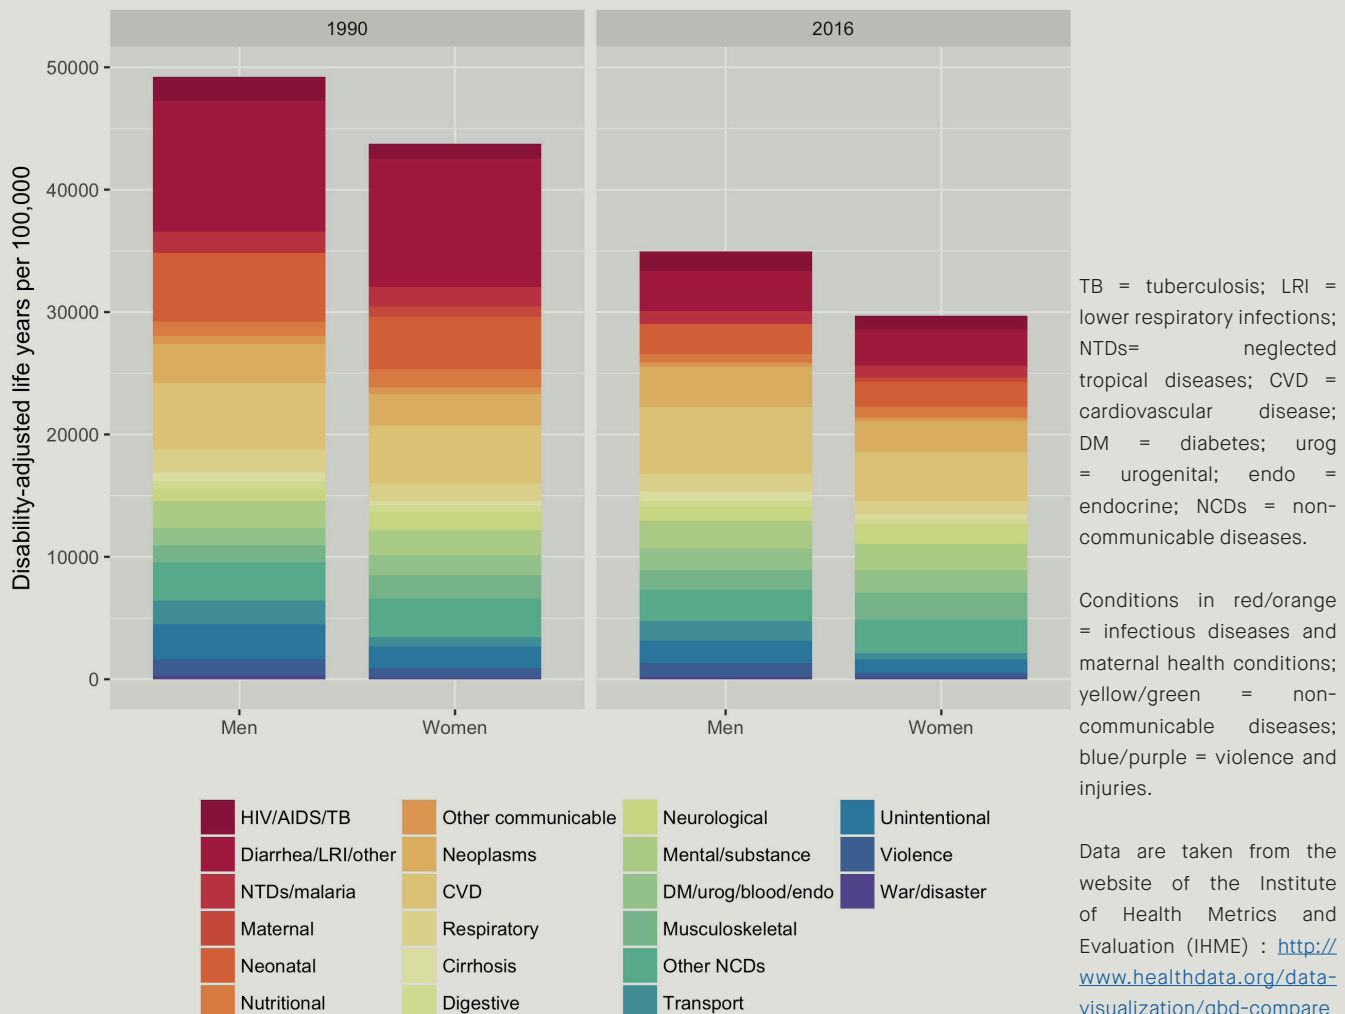 1990
2016
50000
40000
30000
20000
10000
0
Disability-adjusted life years per 100,000
Men
Women
Men
Women
HIV/AIDS/TB
Diarrhea/LRI/other
NTDs/malaria
Maternal
Neonatal
Nutritional
Other communicable
Neoplasms
CVD
Respiratory
Cirrhosis
Digestive
Neurological
Mental/substance
DM/urog/blood/endo
Musculoskeletal
Other NCDs
Transport
Unintentional
Violence
War/disaster
TB = tuberculosis; LRI =
lower respiratory infections;
NTDs= neglected
tropical diseases; CVD =
cardiovascular disease;
DM = diabetes; urog
= urogenital; endo =
endocrine; NCDs = non-
communicable diseases.
Conditions in red/orange
= infectious diseases and
maternal health conditions;
yellow/green = non-
communicable diseases;
blue/purple = violence and
injuries.
Data are taken from the
website of the Institute
of Health Metrics and
Evaluation (IHME) : http://
www.healthdata.org/data-
visualization/gbd-compare